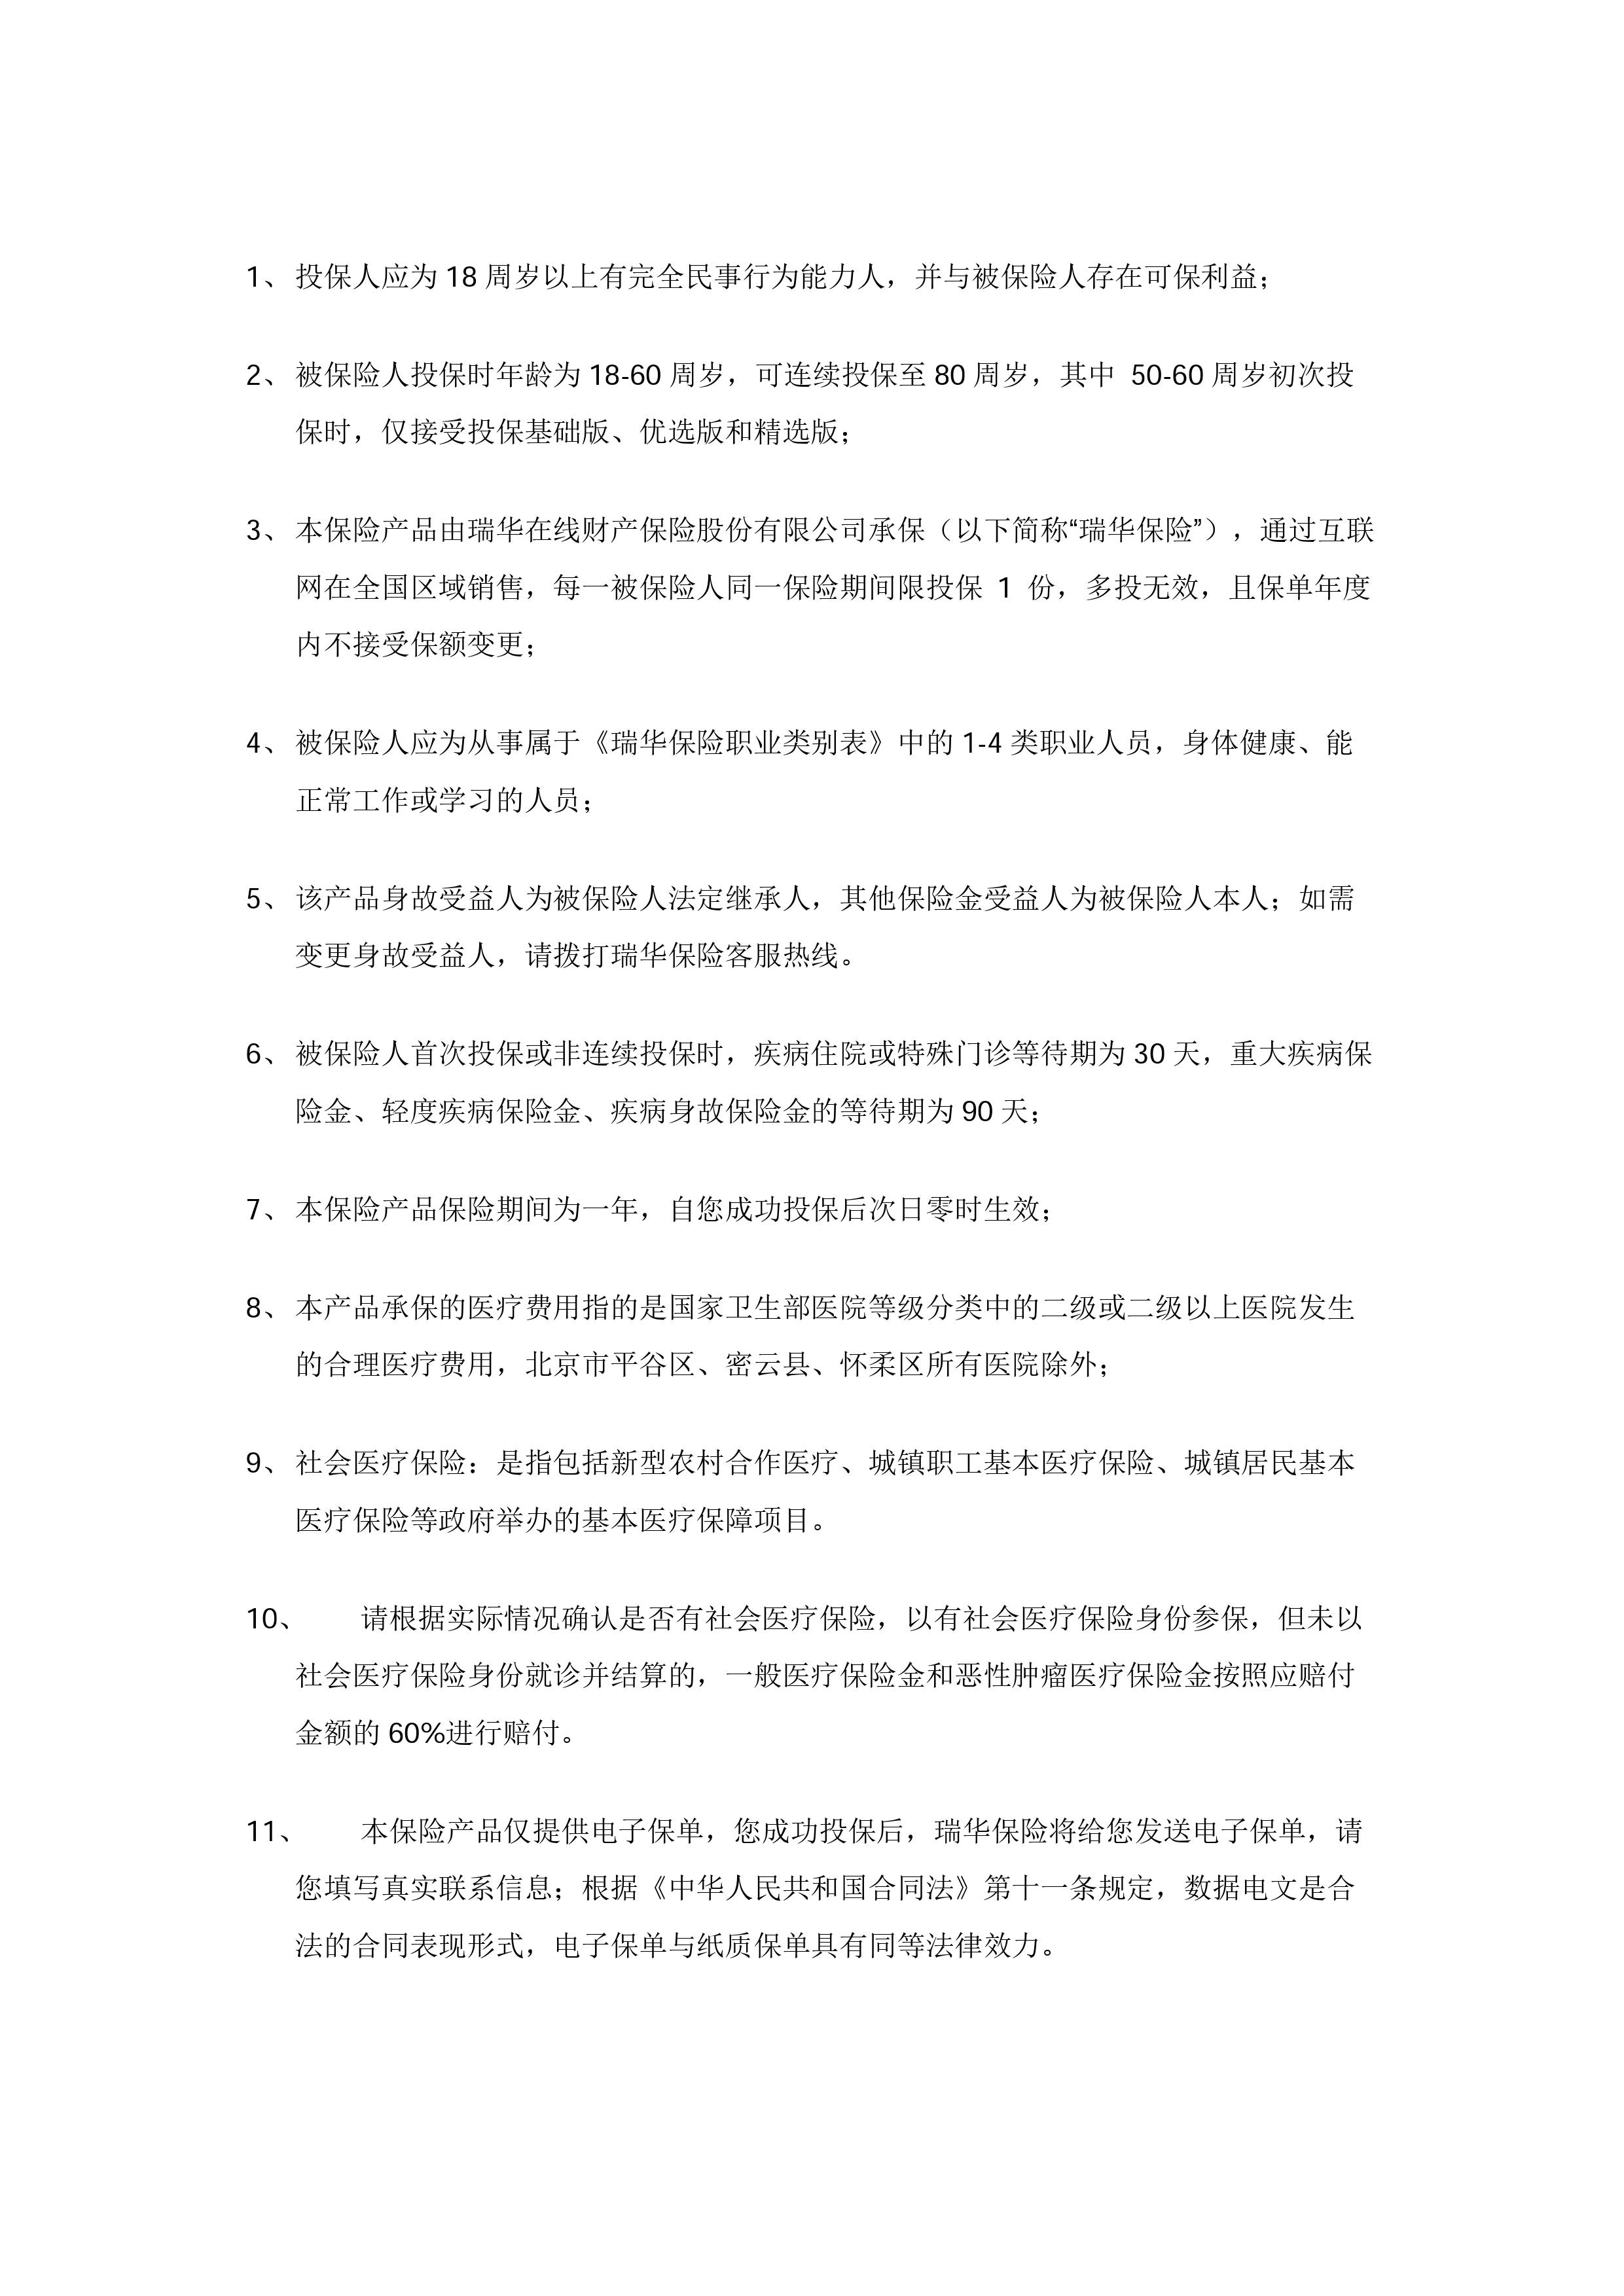 1、 投保人应为 18 周岁以上有完全民事行为能力人，并与被保险人存在可保利益；
2、 被保险人投保时年龄为 18-60 周岁，可连续投保至 80 周岁，其中 50-60 周岁初次投
保时，仅接受投保基础版、优选版和精选版；
3、 本保险产品由瑞华在线财产保险股份有限公司承保（以下简称“瑞华保险”），通过互联
网在全国区域销售，每一被保险人同一保险期间限投保 1 份，多投无效，且保单年度
内不接受保额变更；
4、 被保险人应为从事属于《瑞华保险职业类别表》中的 1-4 类职业人员，身体健康、能
正常工作或学习的人员；
5、 该产品身故受益人为被保险人法定继承人，其他保险金受益人为被保险人本人；如需
变更身故受益人，请拨打瑞华保险客服热线。
6、 被保险人首次投保或非连续投保时，疾病住院或特殊门诊等待期为 30 天，重大疾病保
险金、轻度疾病保险金、疾病身故保险金的等待期为 90 天；
7、 本保险产品保险期间为一年，自您成功投保后次日零时生效；
8、 本产品承保的医疗费用指的是国家卫生部医院等级分类中的二级或二级以上医院发生
的合理医疗费用，北京市平谷区、密云县、怀柔区所有医院除外；
9、 社会医疗保险：是指包括新型农村合作医疗、城镇职工基本医疗保险、城镇居民基本
医疗保险等政府举办的基本医疗保障项目。
10、 请根据实际情况确认是否有社会医疗保险，以有社会医疗保险身份参保，但未以
社会医疗保险身份就诊并结算的，一般医疗保险金和恶性肿瘤医疗保险金按照应赔付
金额的 60%进行赔付。
11、 本保险产品仅提供电子保单，您成功投保后，瑞华保险将给您发送电子保单，请
您填写真实联系信息；根据《中华人民共和国合同法》第十一条规定，数据电文是合
法的合同表现形式，电子保单与纸质保单具有同等法律效力。